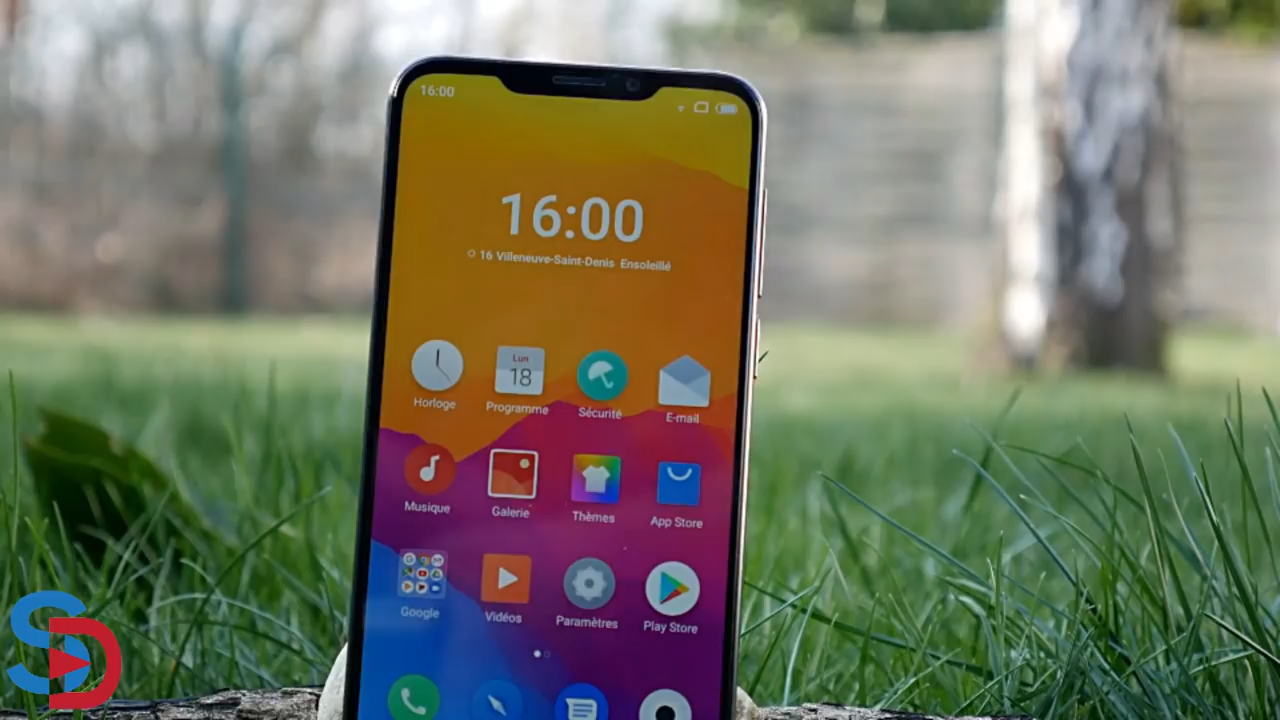 16:00
16:00
16 Villeneuve-Saint-Denis Ensoleillé
Lun
18
Horloge
Programme
Sécurité
E-mail
Musique
Galerie
Thèmes
App Store
Google
Vidéos
Paramètres
Play Store
SD